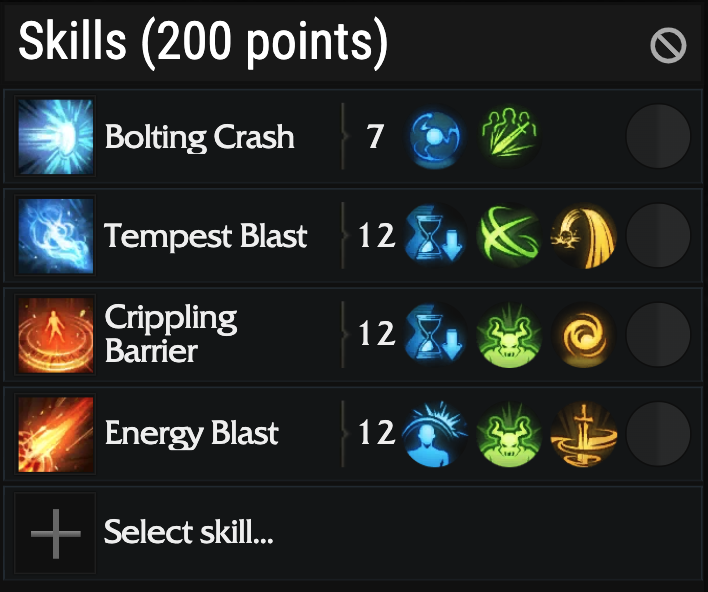 Skills (200 points)
Bolting Crash 7
Tempest Blast 12
Crippling
Barrier 12
Energy Blast 12
Select skill...